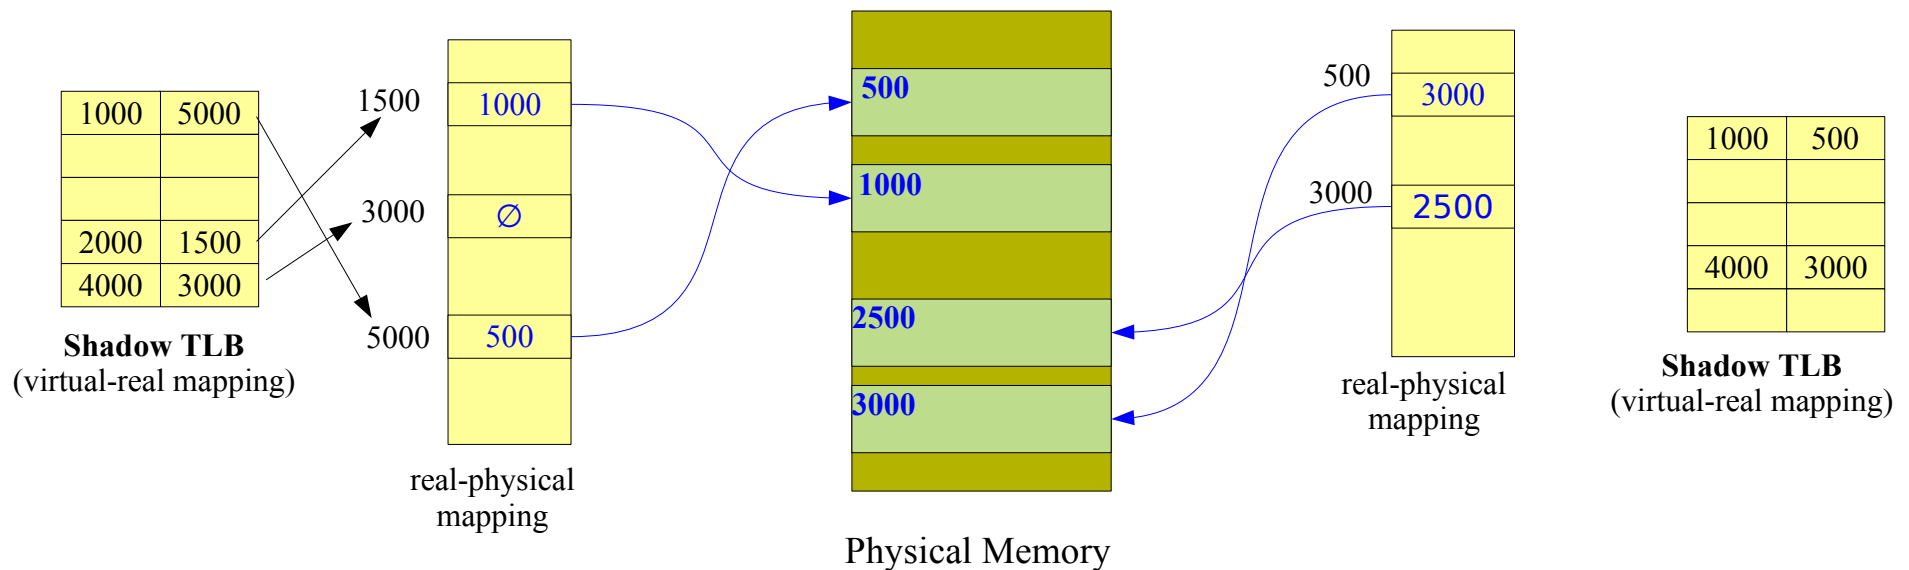 1000 5000
2000 1500
4000 3000
Shadow TLB
(virtual-real mapping)
1500 1000
3000 ∅
5000 500
real-physical
mapping
500
1000
2500
3000
Physical Memory
500 3000
3000 2500
real-physical
mapping
1000 500
4000 3000
Shadow TLB
(virtual-real mapping)